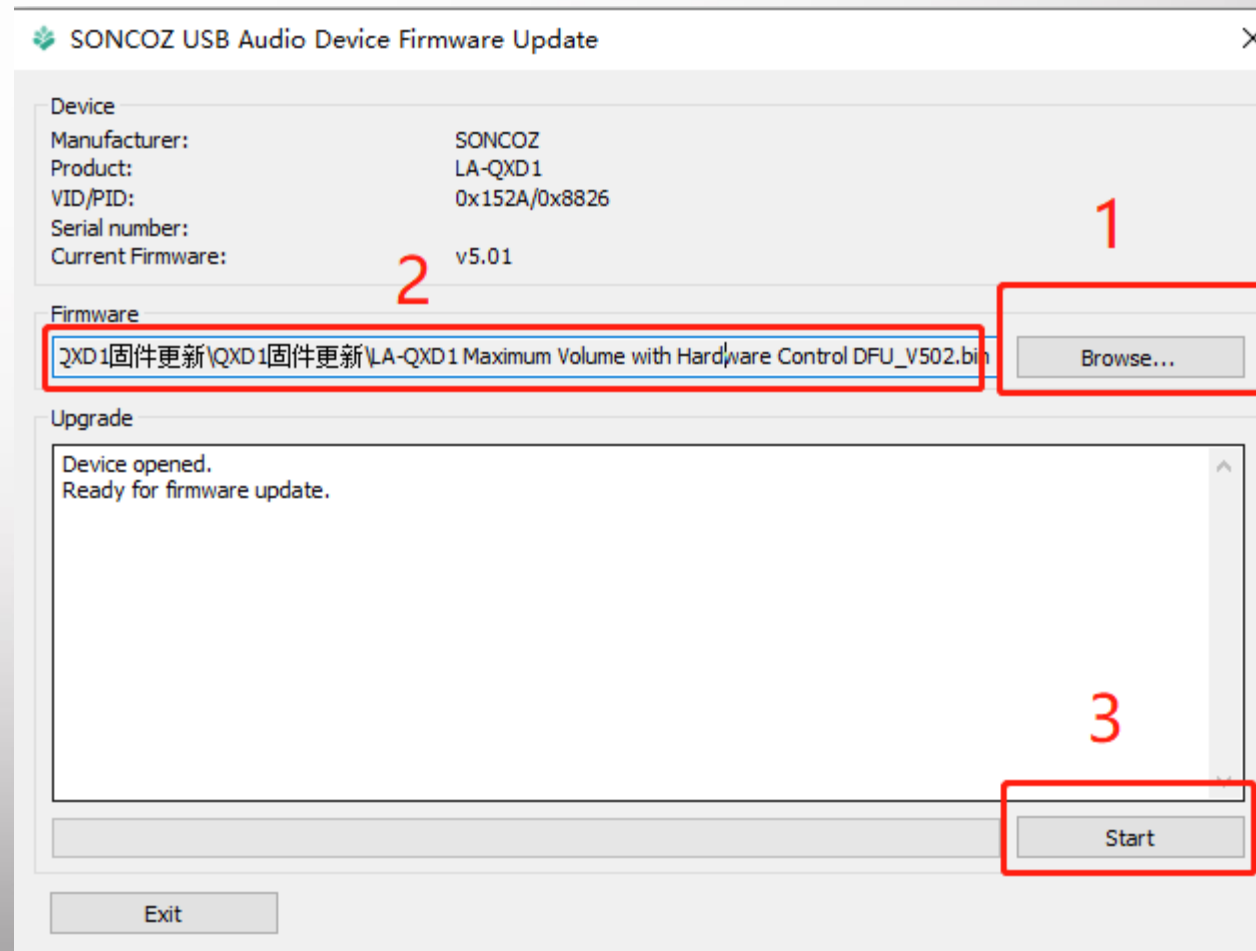 SONCOZ USB Audio Device Firmware Update
Device
Manufacturer: SONCOZ
Product: LA-QXD1
VID/PID: 0x152A/0x8826
Serial number:
Current Firmware: v5.01
1
2
Firmware
QXD1固件更新\QXD1固件更新\LA-QXD1 Maximum Volume with Hardware Control DFU_V502.bin
Browse...
Upgrade
Device opened.
Ready for firmware update.
3
Start
Exit